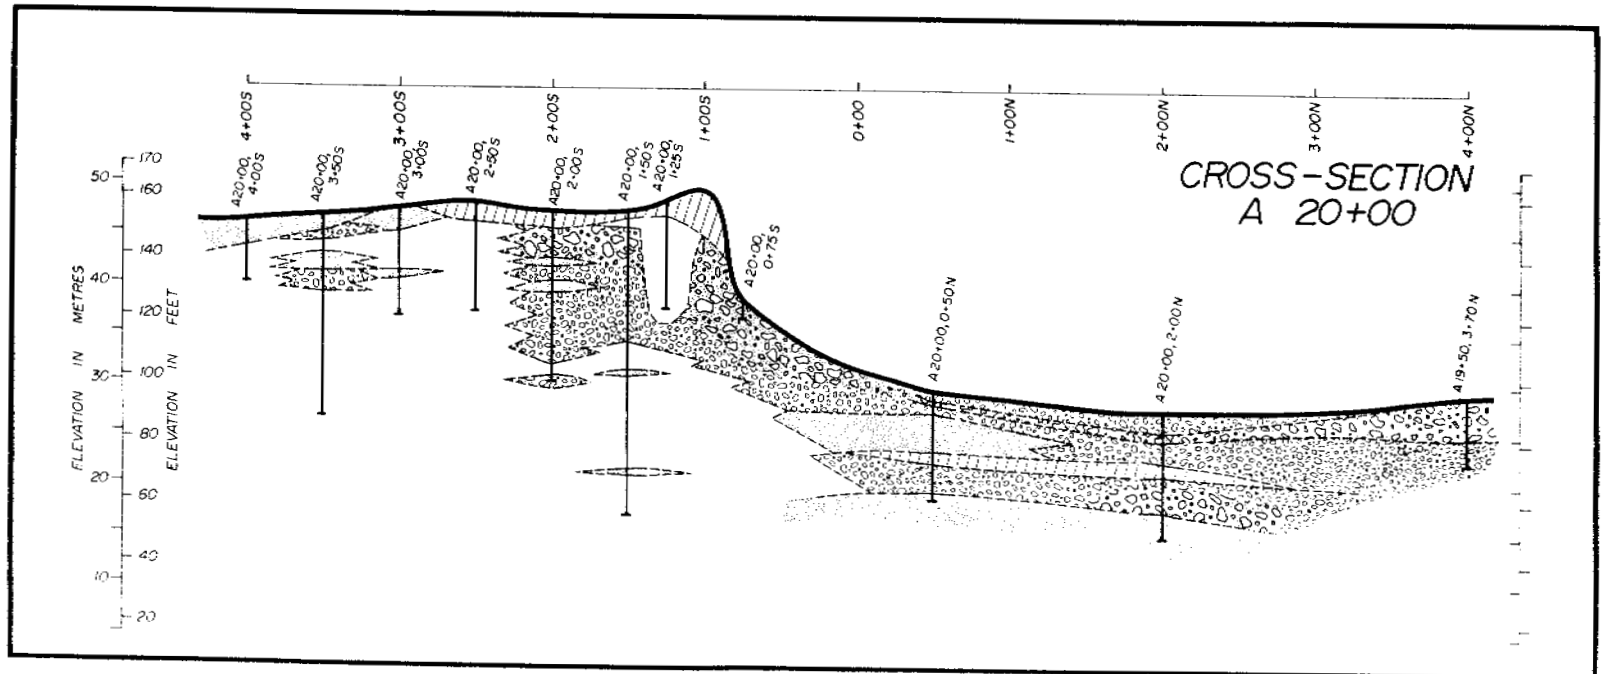 4+00S
3+00S
2+00S
1+00S
0+00
1+00N
2+00N
3+00N
4+00N
CROSS-SECTION
A 20+00
A20+00,
4+00S
A20+00,
3+50S
A20+00,
3+00S
A20+00,
2+50S
A20+00,
2+00S
A20+00,
1+50S
A20+00,
1+25S
A20+00,
0+75S
A20+00, 0+50N
A20+00, 2+00N
A19+50, 3+70N
ELEVATION IN METRES
50
40
30
20
10
ELEVATION IN FEET
170
160
140
120
100
80
60
40
20